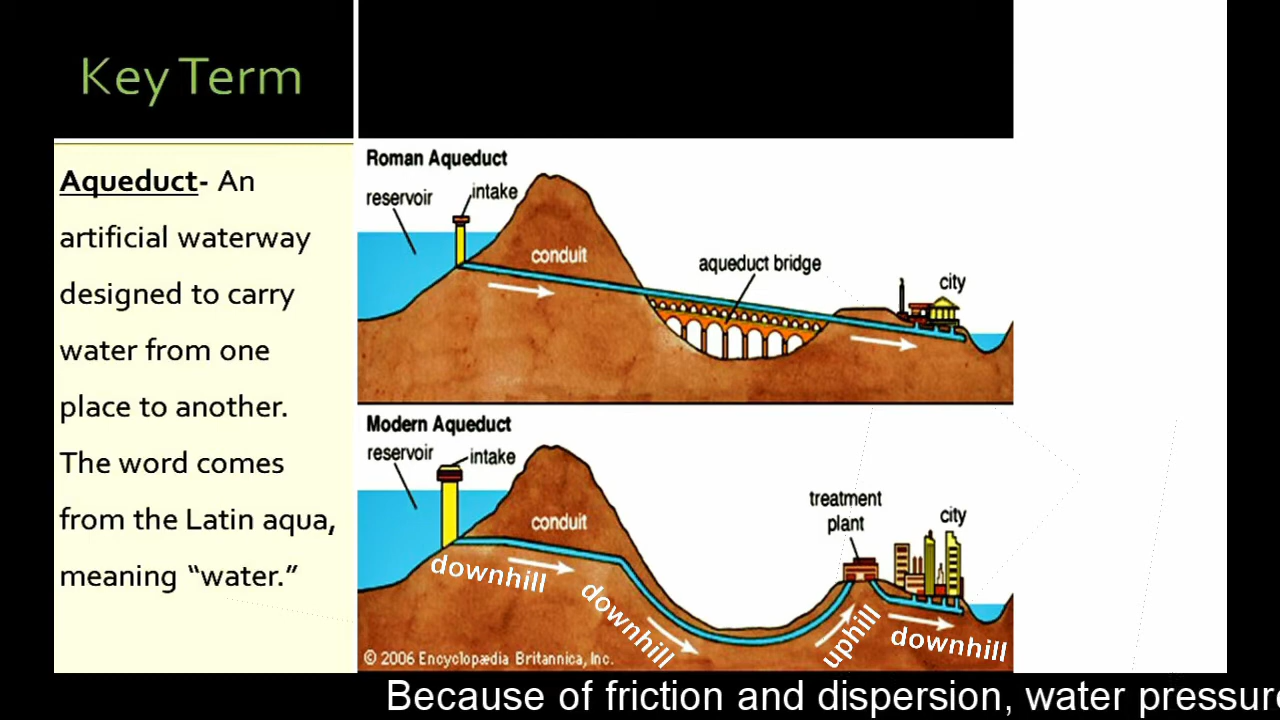 Key Term
Aqueduct- An
artificial waterway
designed to carry
water from one
place to another.
The word comes
from the Latin aqua,
meaning “water.”
Roman Aqueduct
reservoir
intake
conduit
aqueduct bridge
city
Modern Aqueduct
reservoir
intake
conduit
treatment
plant
city
downhill
downhill
uphill
downhill
© 2006 Encyclopædia Britannica, Inc.
Because of friction and dispersion, water pressure